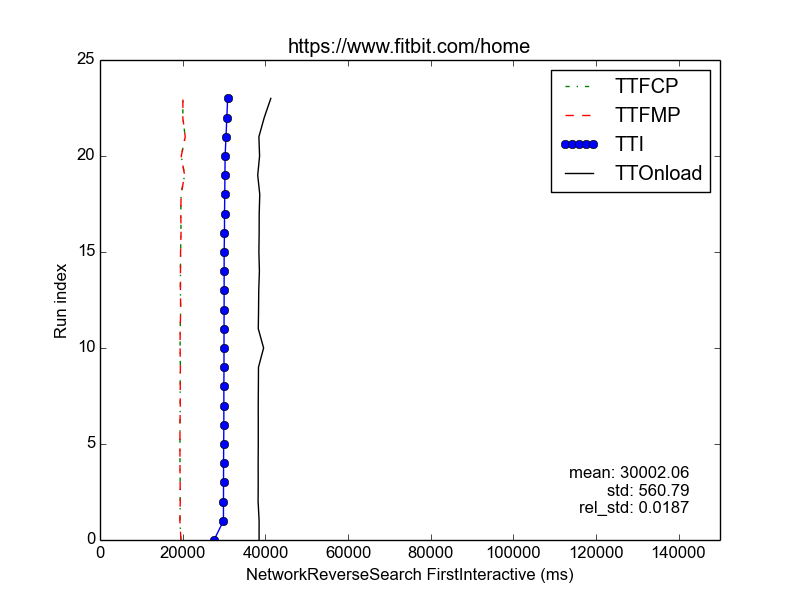 https://www.fitbit.com/home
TTFCP
TTFMP
TTI
TTOnload
25
20
15
10
5
0
Run index
mean: 30002.06
std: 560.79
rel_std: 0.0187
0 20000 40000 60000 80000 100000 120000 140000
NetworkReverseSearch FirstInteractive (ms)